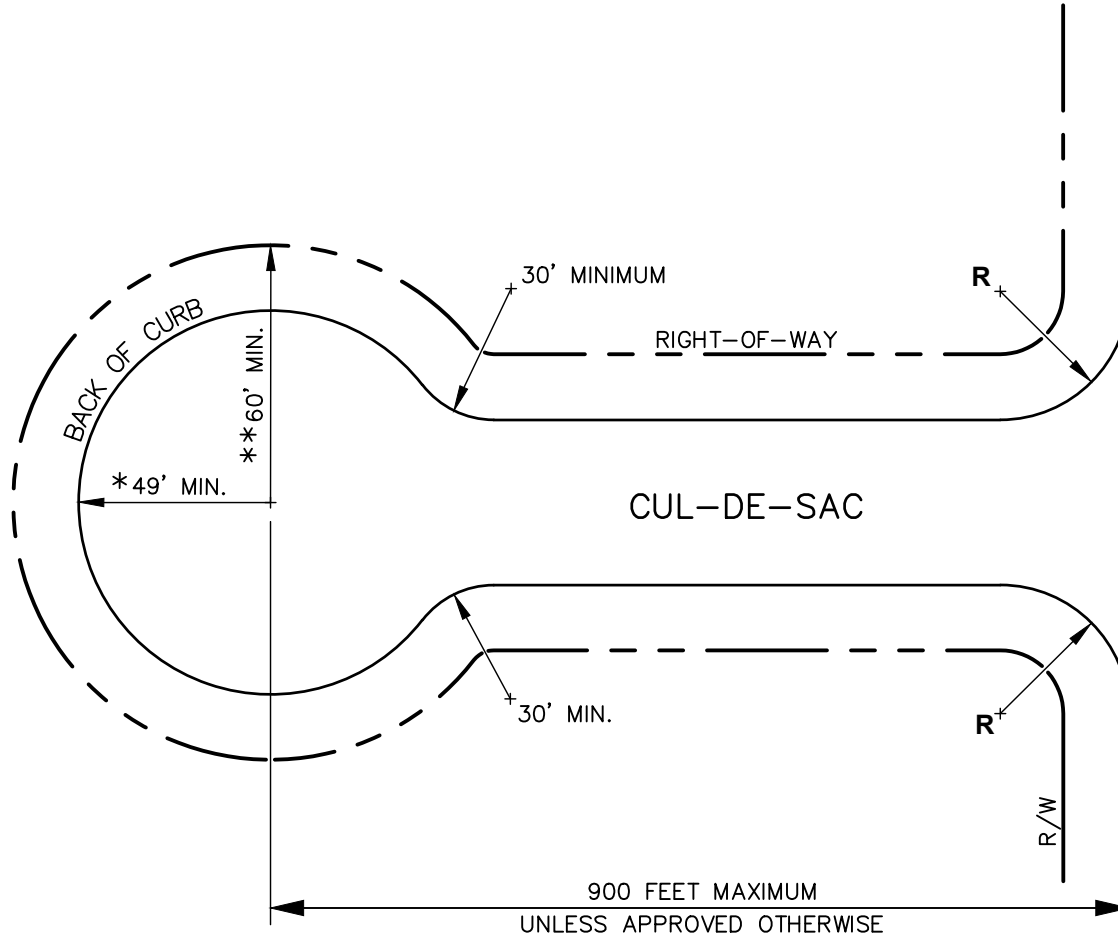 30' MINIMUM
R
RIGHT-OF-WAY
BACK OF CURB
**60' MIN.
*49' MIN.
CUL-DE-SAC
30' MIN.
R
R/W
900 FEET MAXIMUM
UNLESS APPROVED OTHERWISE